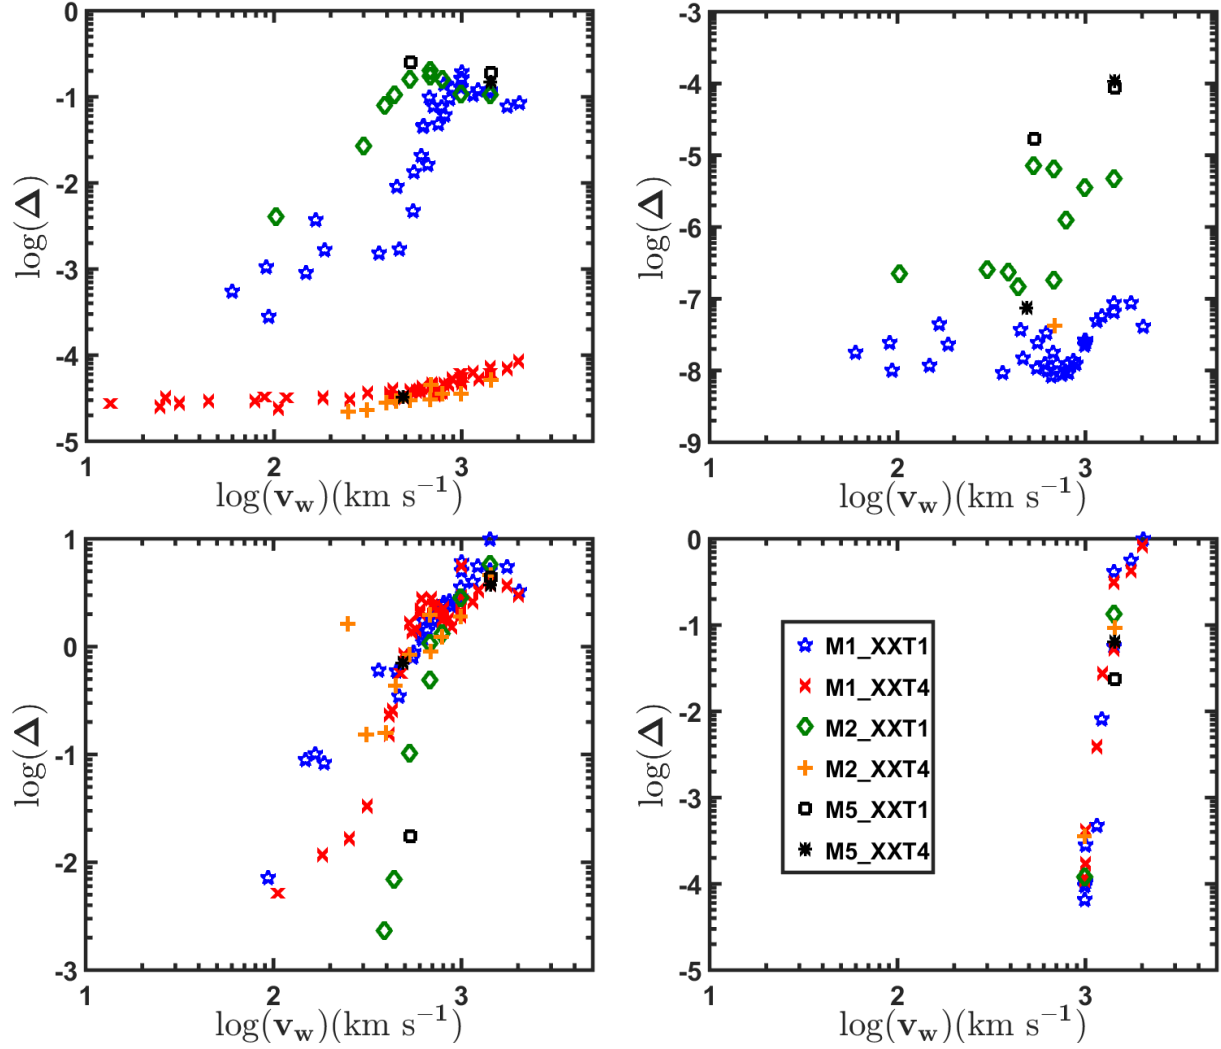 0
-1
-2
-3
-4
-5
1
2
3
log(Δ)
log(v_w)(km s⁻¹)
-3
-4
-5
-6
-7
-8
-9
1
2
3
log(Δ)
log(v_w)(km s⁻¹)
1
0
-1
-2
-3
1
2
3
log(Δ)
log(v_w)(km s⁻¹)
0
-1
-2
-3
-4
-5
1
2
3
log(Δ)
log(v_w)(km s⁻¹)
M1_XXT1
M1_XXT4
M2_XXT1
M2_XXT4
M5_XXT1
M5_XXT4